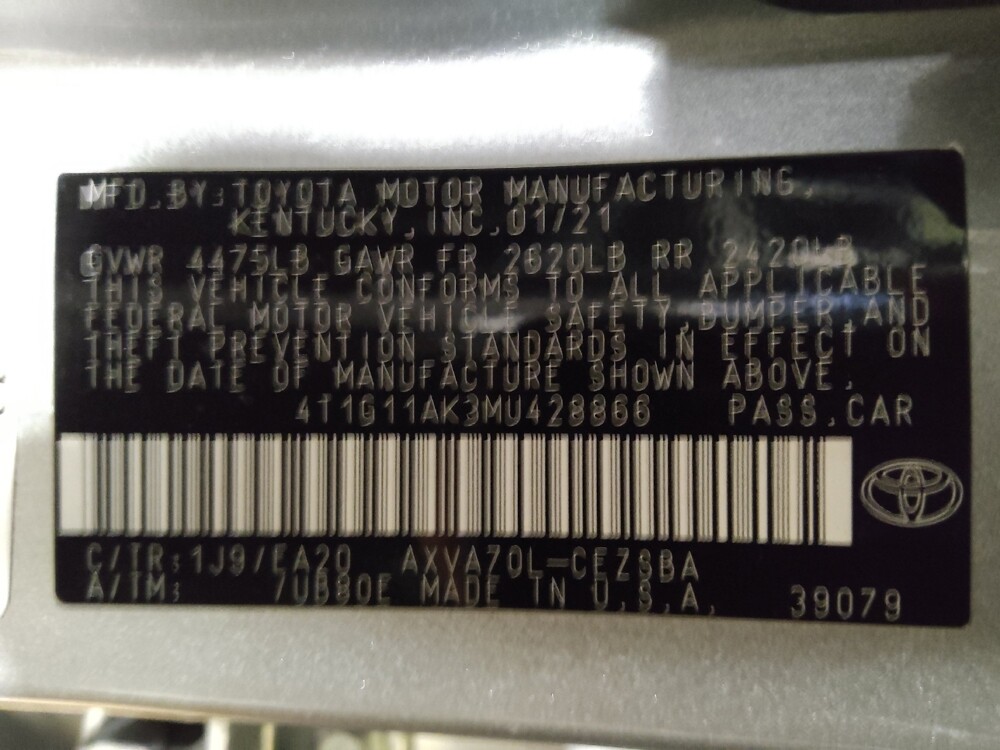 MFD.BY:TOYOTA MOTOR MANUFACTURING,
KENTUCKY,INC.01/21
GVWR 4475LB GAWR FR 2620LB RR 2420LB
THIS VEHICLE CONFORMS TO ALL APPLICABLE
FEDERAL MOTOR VEHICLE SAFETY,BUMPER,AND
THEFT PREVENTION STANDARDS IN EFFECT ON
THE DATE OF MANUFACTURE SHOWN ABOVE.
4T1G11AK3MU428866 PASS.CAR
C/TR:1J9/EA20 AXVA70L-CEZSBA
A/TM: /UB80E MADE IN U.S.A. 39079